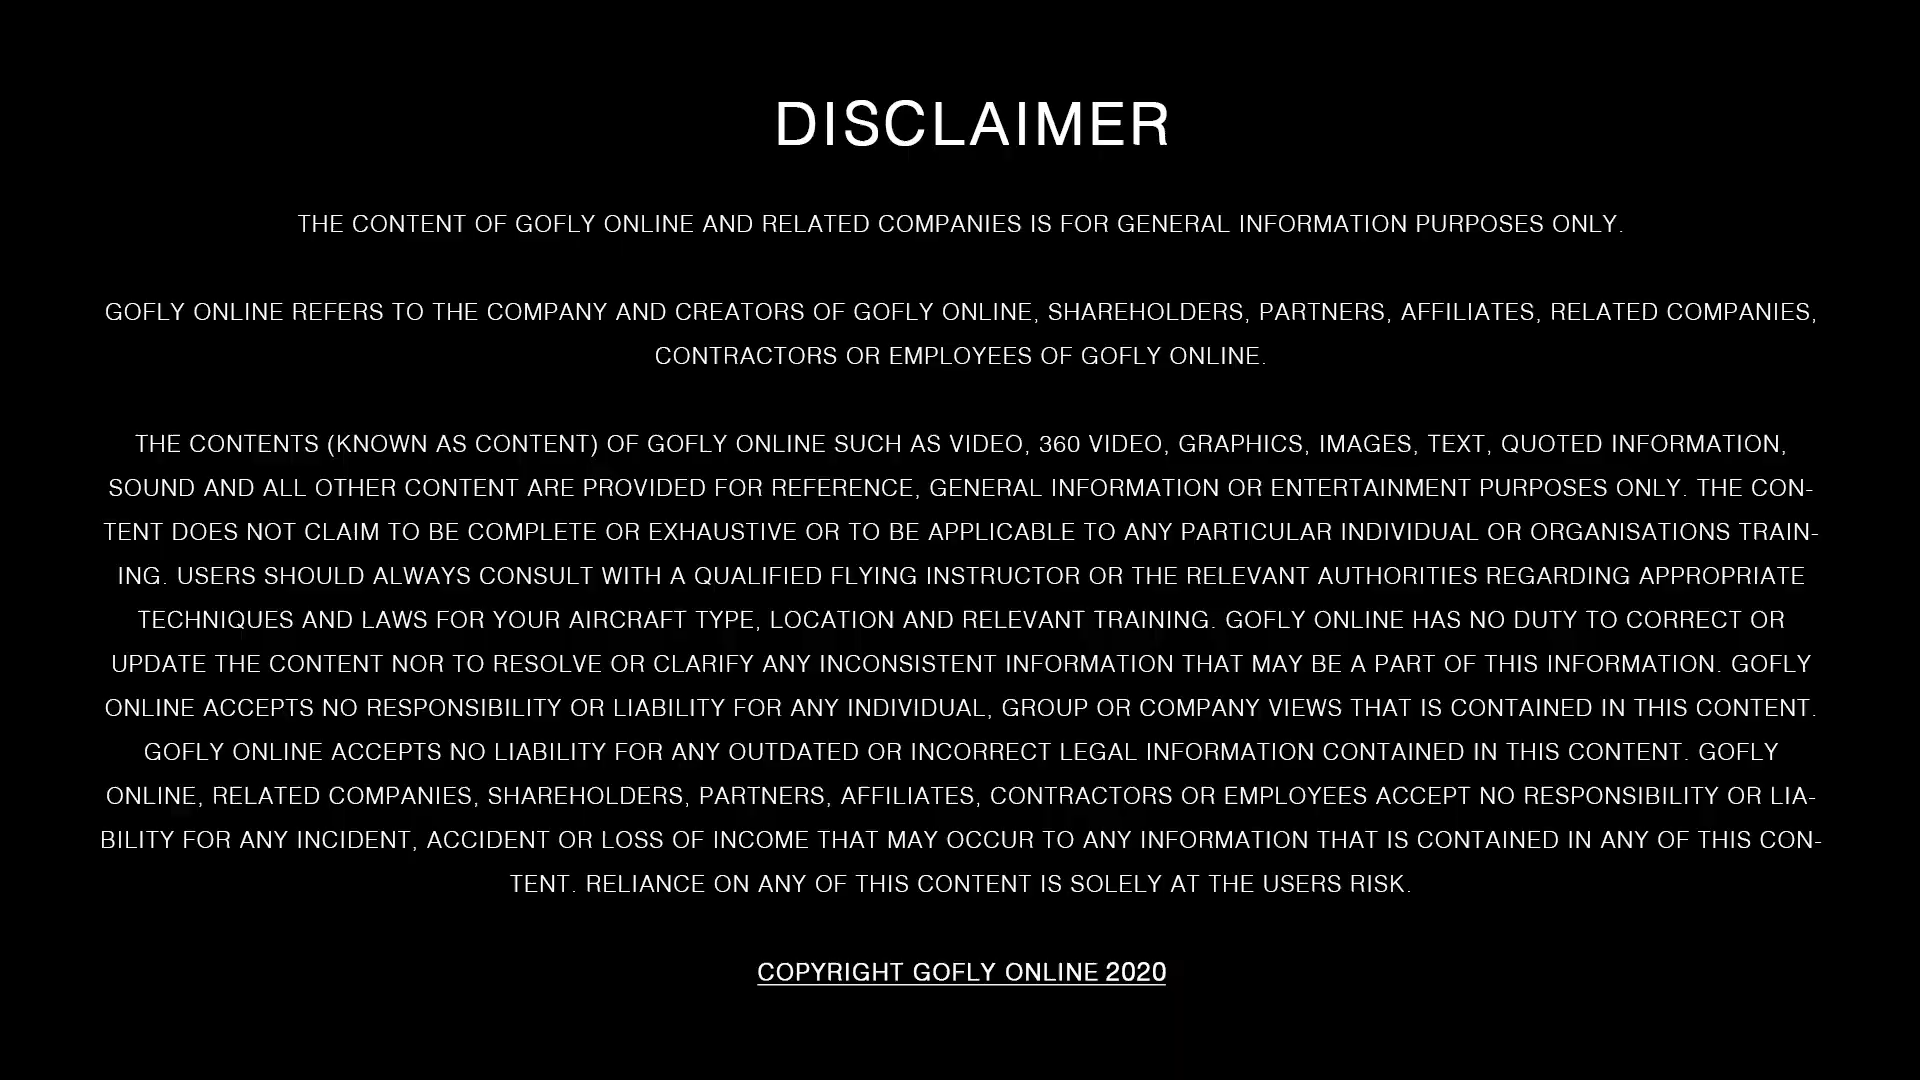 DISCLAIMER
THE CONTENT OF GOFLY ONLINE AND RELATED COMPANIES IS FOR GENERAL INFORMATION PURPOSES ONLY.
GOFLY ONLINE REFERS TO THE COMPANY AND CREATORS OF GOFLY ONLINE, SHAREHOLDERS, PARTNERS, AFFILIATES, RELATED COMPANIES,
CONTRACTORS OR EMPLOYEES OF GOFLY ONLINE.
THE CONTENTS (KNOWN AS CONTENT) OF GOFLY ONLINE SUCH AS VIDEO, 360 VIDEO, GRAPHICS, IMAGES, TEXT, QUOTED INFORMATION,
SOUND AND ALL OTHER CONTENT ARE PROVIDED FOR REFERENCE, GENERAL INFORMATION OR ENTERTAINMENT PURPOSES ONLY. THE CON-
TENT DOES NOT CLAIM TO BE COMPLETE OR EXHAUSTIVE OR TO BE APPLICABLE TO ANY PARTICULAR INDIVIDUAL OR ORGANISATIONS TRAIN-
ING. USERS SHOULD ALWAYS CONSULT WITH A QUALIFIED FLYING INSTRUCTOR OR THE RELEVANT AUTHORITIES REGARDING APPROPRIATE
TECHNIQUES AND LAWS FOR YOUR AIRCRAFT TYPE, LOCATION AND RELEVANT TRAINING. GOFLY ONLINE HAS NO DUTY TO CORRECT OR
UPDATE THE CONTENT NOR TO RESOLVE OR CLARIFY ANY INCONSISTENT INFORMATION THAT MAY BE A PART OF THIS INFORMATION. GOFLY
ONLINE ACCEPTS NO RESPONSIBILITY OR LIABILITY FOR ANY INDIVIDUAL, GROUP OR COMPANY VIEWS THAT IS CONTAINED IN THIS CONTENT.
GOFLY ONLINE ACCEPTS NO LIABILITY FOR ANY OUTDATED OR INCORRECT LEGAL INFORMATION CONTAINED IN THIS CONTENT. GOFLY
ONLINE, RELATED COMPANIES, SHAREHOLDERS, PARTNERS, AFFILIATES, CONTRACTORS OR EMPLOYEES ACCEPT NO RESPONSIBILITY OR LIA-
BILITY FOR ANY INCIDENT, ACCIDENT OR LOSS OF INCOME THAT MAY OCCUR TO ANY INFORMATION THAT IS CONTAINED IN ANY OF THIS CON-
TENT. RELIANCE ON ANY OF THIS CONTENT IS SOLELY AT THE USERS RISK.
COPYRIGHT GOFLY ONLINE 2020